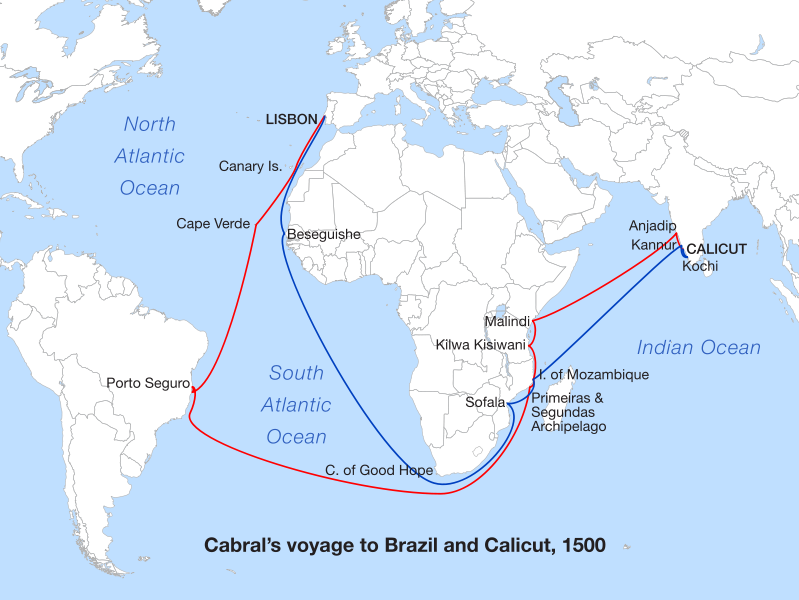 North
Atlantic
Ocean
LISBON
Canary Is.
Cape Verde
Beseguishe
Anjadip
Kannur
CALICUT
Kochi
Malindi
Kilwa Kisiwani
Indian Ocean
I. of Mozambique
Porto Seguro
South
Atlantic
Ocean
Sofala
Primeiras &
Segundas
Archipelago
C. of Good Hope
Cabral's voyage to Brazil and Calicut, 1500